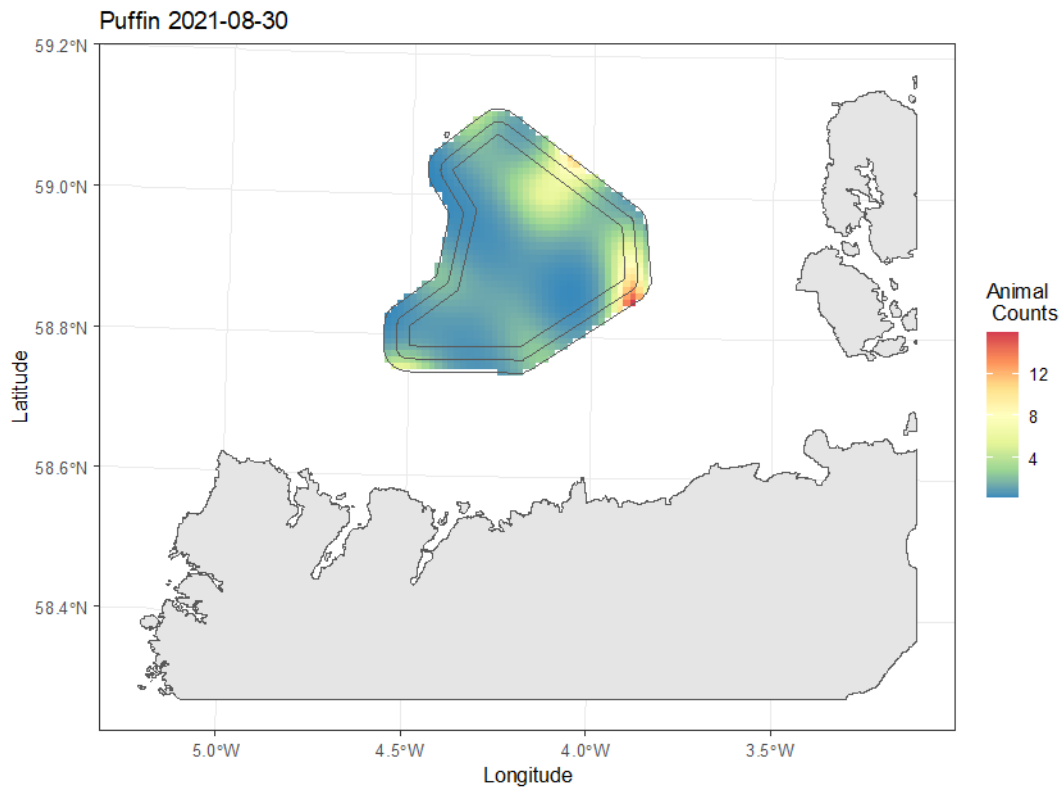 Puffin 2021-08-30
59.2°N
59.0°N
58.8°N
58.6°N
58.4°N
Latitude
5.0°W
4.5°W
4.0°W
3.5°W
Longitude
Animal
Counts
12
8
4